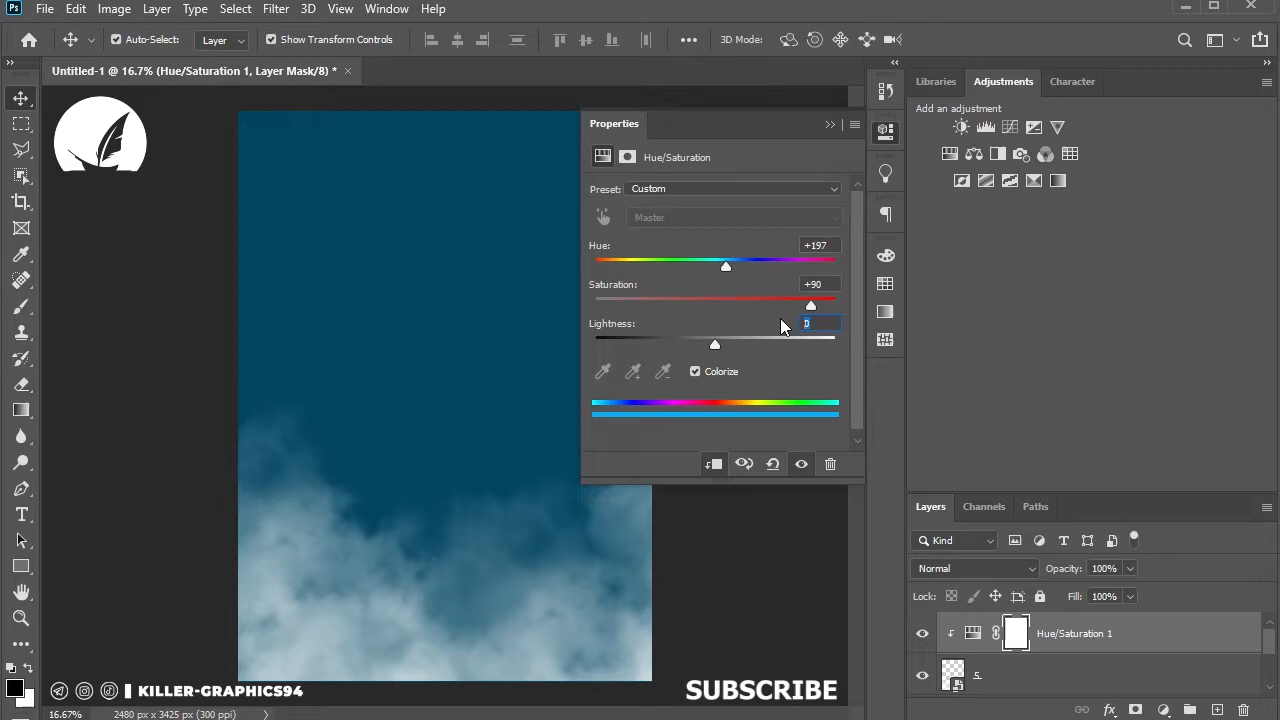 Ps File Edit Image Layer Type Select Filter 3D View Window Help
Auto-Select: Layer Show Transform Controls 3D Mode:
Untitled-1 @ 16.7% (Hue/Saturation 1, Layer Mask/8) *
Libraries Adjustments Character
Add an adjustment
Properties
Hue/Saturation
Preset: Custom
Master
Hue: +197
Saturation: +90
Lightness: 0
Colorize
Layers Channels Paths
Kind
Normal Opacity: 100%
Lock: Fill: 100%
Hue/Saturation 1
5
KILLER-GRAPHICS94
SUBSCRIBE
16.67% 2480 px x 3425 px (300 ppi)